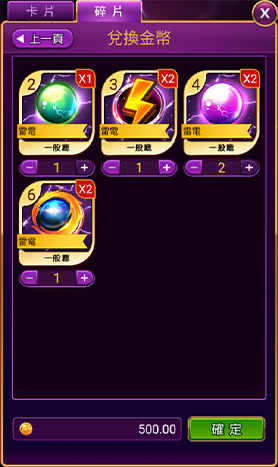 卡片 碎片 X
上一頁 兌換金幣
2 X1 3 X2 4 X2
雷電 雷電 雷電
一般廳 一般廳 一般廳
− 1 + − 1 + − 2 +
6 X2
雷電
一般廳
− 1 +
500.00 確定